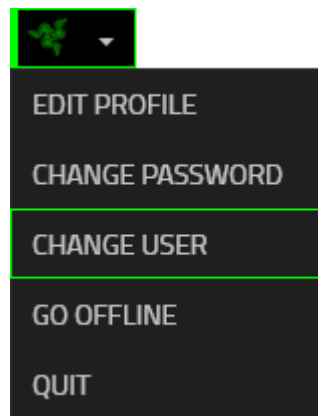 EDIT PROFILE
CHANGE PASSWORD
CHANGE USER
GO OFFLINE
QUIT